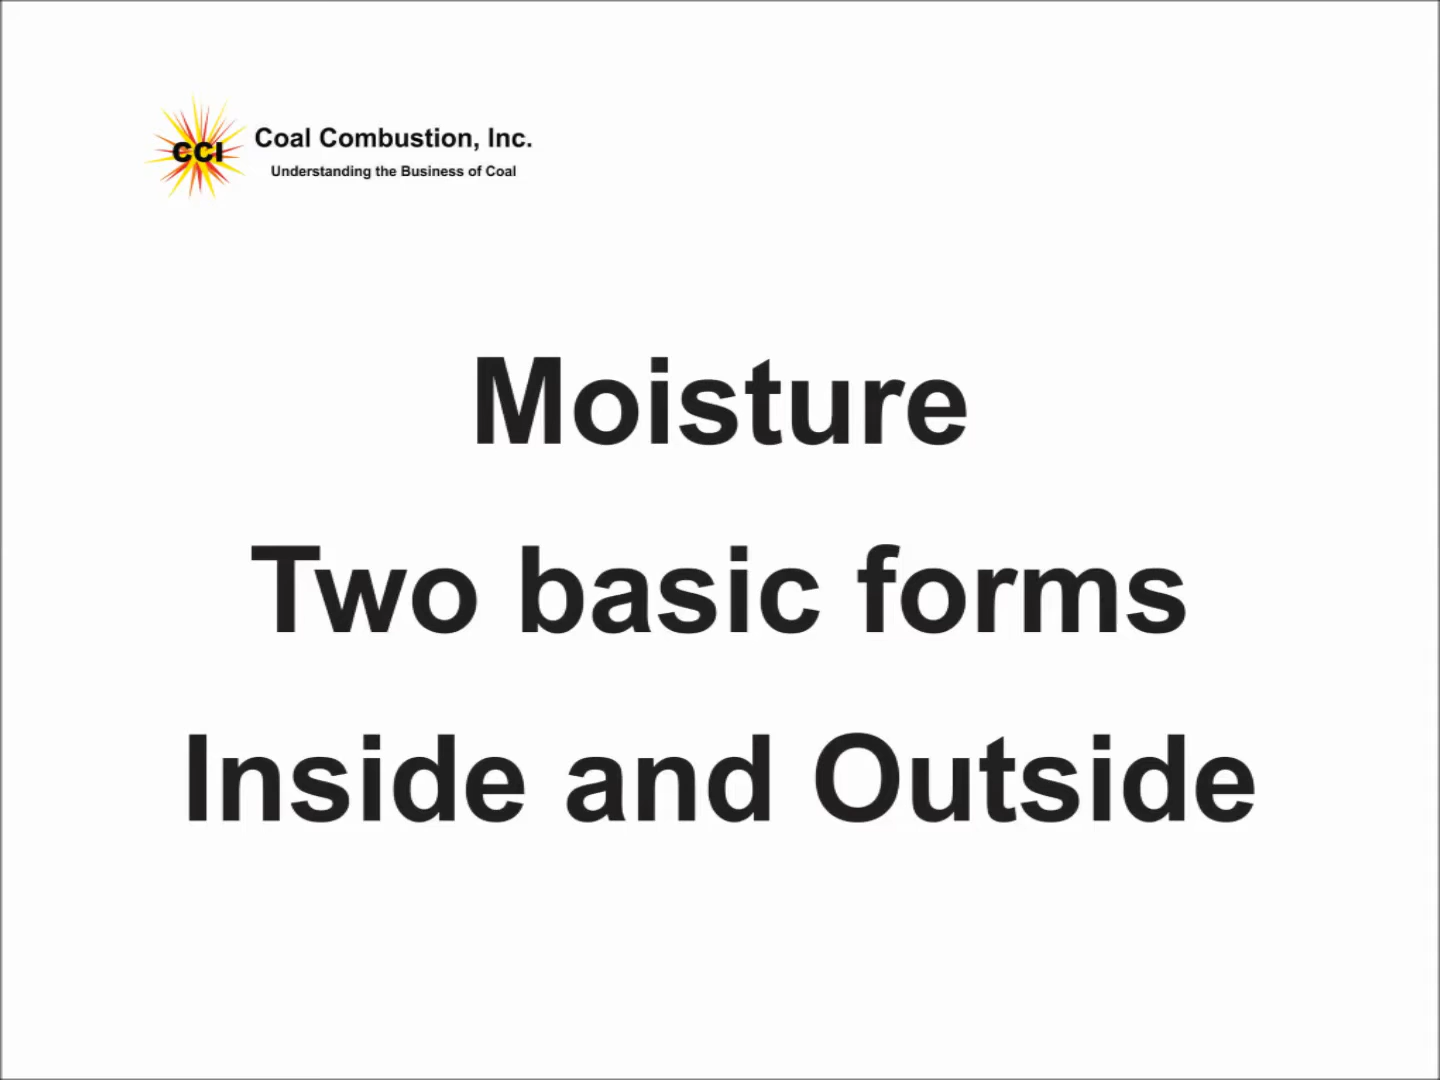 CCI
Coal Combustion, Inc.
Understanding the Business of Coal
Moisture
Two basic forms
Inside and Outside